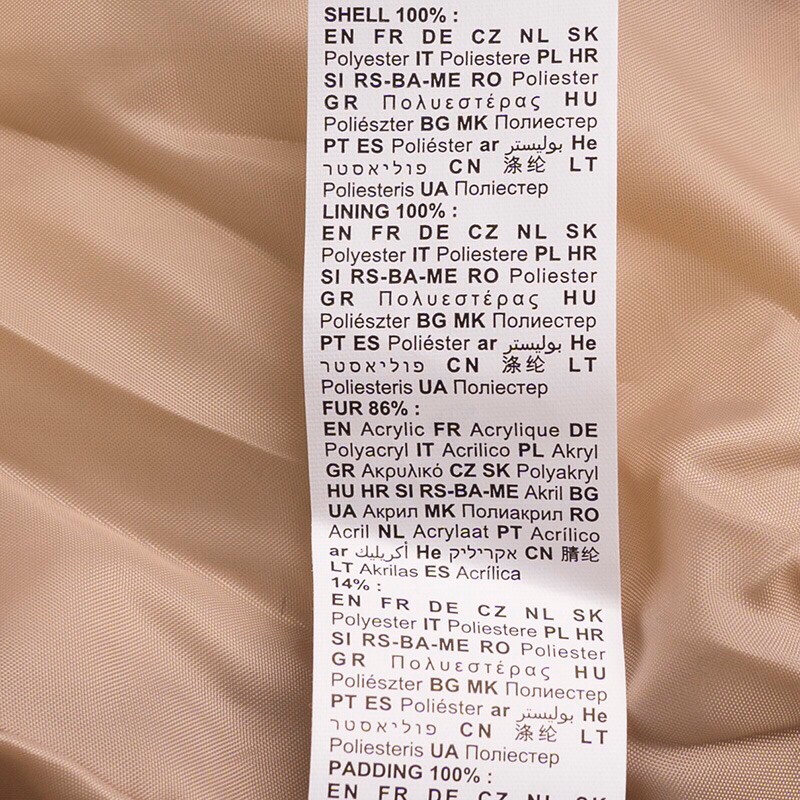 SHELL 100% :
EN FR DE CZ NL SK
Polyester IT Poliestere PL HR
SI RS-BA-ME RO Poliester
GR Πολυεστέρας HU
Poliészter BG MK Полиестер
PT ES Poliéster ar بوليستر He
פוליאסטר CN 涤纶 LT
Poliesteris UA Поліестер
LINING 100% :
EN FR DE CZ NL SK
Polyester IT Poliestere PL HR
SI RS-BA-ME RO Poliester
GR Πολυεστέρας HU
Poliészter BG MK Полиестер
PT ES Poliéster ar بوليستر He
פוליאסטר CN 涤纶 LT
Poliesteris UA Поліестер
FUR 86% :
EN Acrylic FR Acrylique DE
Polyacryl IT Acrilico PL Akryl
GR Ακρυλικό CZ SK Polyakryl
HU HR SI RS-BA-ME Akril BG
UA Акрил MK Полиакрил RO
Acril NL Acrylaat PT Acrílico
ar أكريليك He אקריליק CN 腈纶
LT Akrilas ES Acrílica
14% :
EN FR DE CZ NL SK
Polyester IT Poliestere PL HR
SI RS-BA-ME RO Poliester
GR Πολυεστέρας HU
Poliészter BG MK Полиестер
PT ES Poliéster ar بوليستر He
פוליאסטר CN 涤纶 LT
Poliesteris UA Поліестер
PADDING 100% :
EN FR DE CZ NL SK